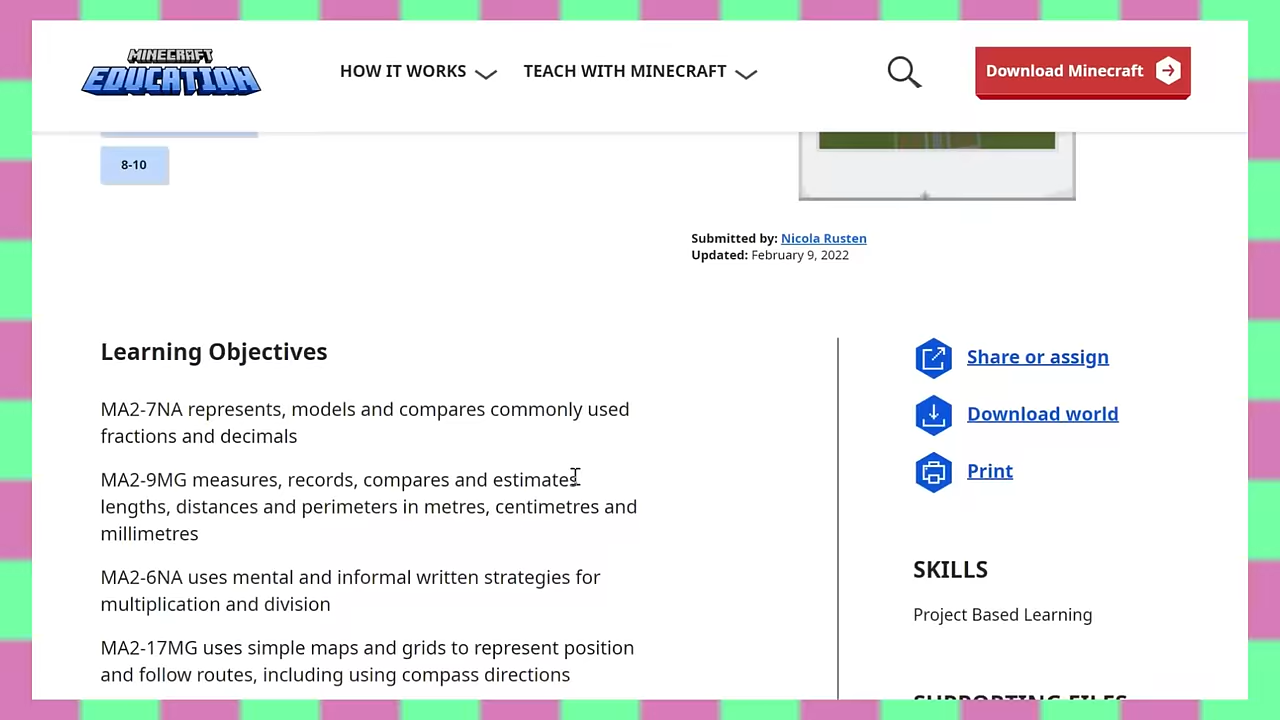 MINECRAFT
EDUCATION
HOW IT WORKS
TEACH WITH MINECRAFT
Download Minecraft
8-10
Submitted by: Nicola Rusten
Updated: February 9, 2022
Learning Objectives
MA2-7NA represents, models and compares commonly used
fractions and decimals
MA2-9MG measures, records, compares and estimates
lengths, distances and perimeters in metres, centimetres and
millimetres
MA2-6NA uses mental and informal written strategies for
multiplication and division
MA2-17MG uses simple maps and grids to represent position
and follow routes, including using compass directions
Share or assign
Download world
Print
SKILLS
Project Based Learning
SUPPORTING FILES